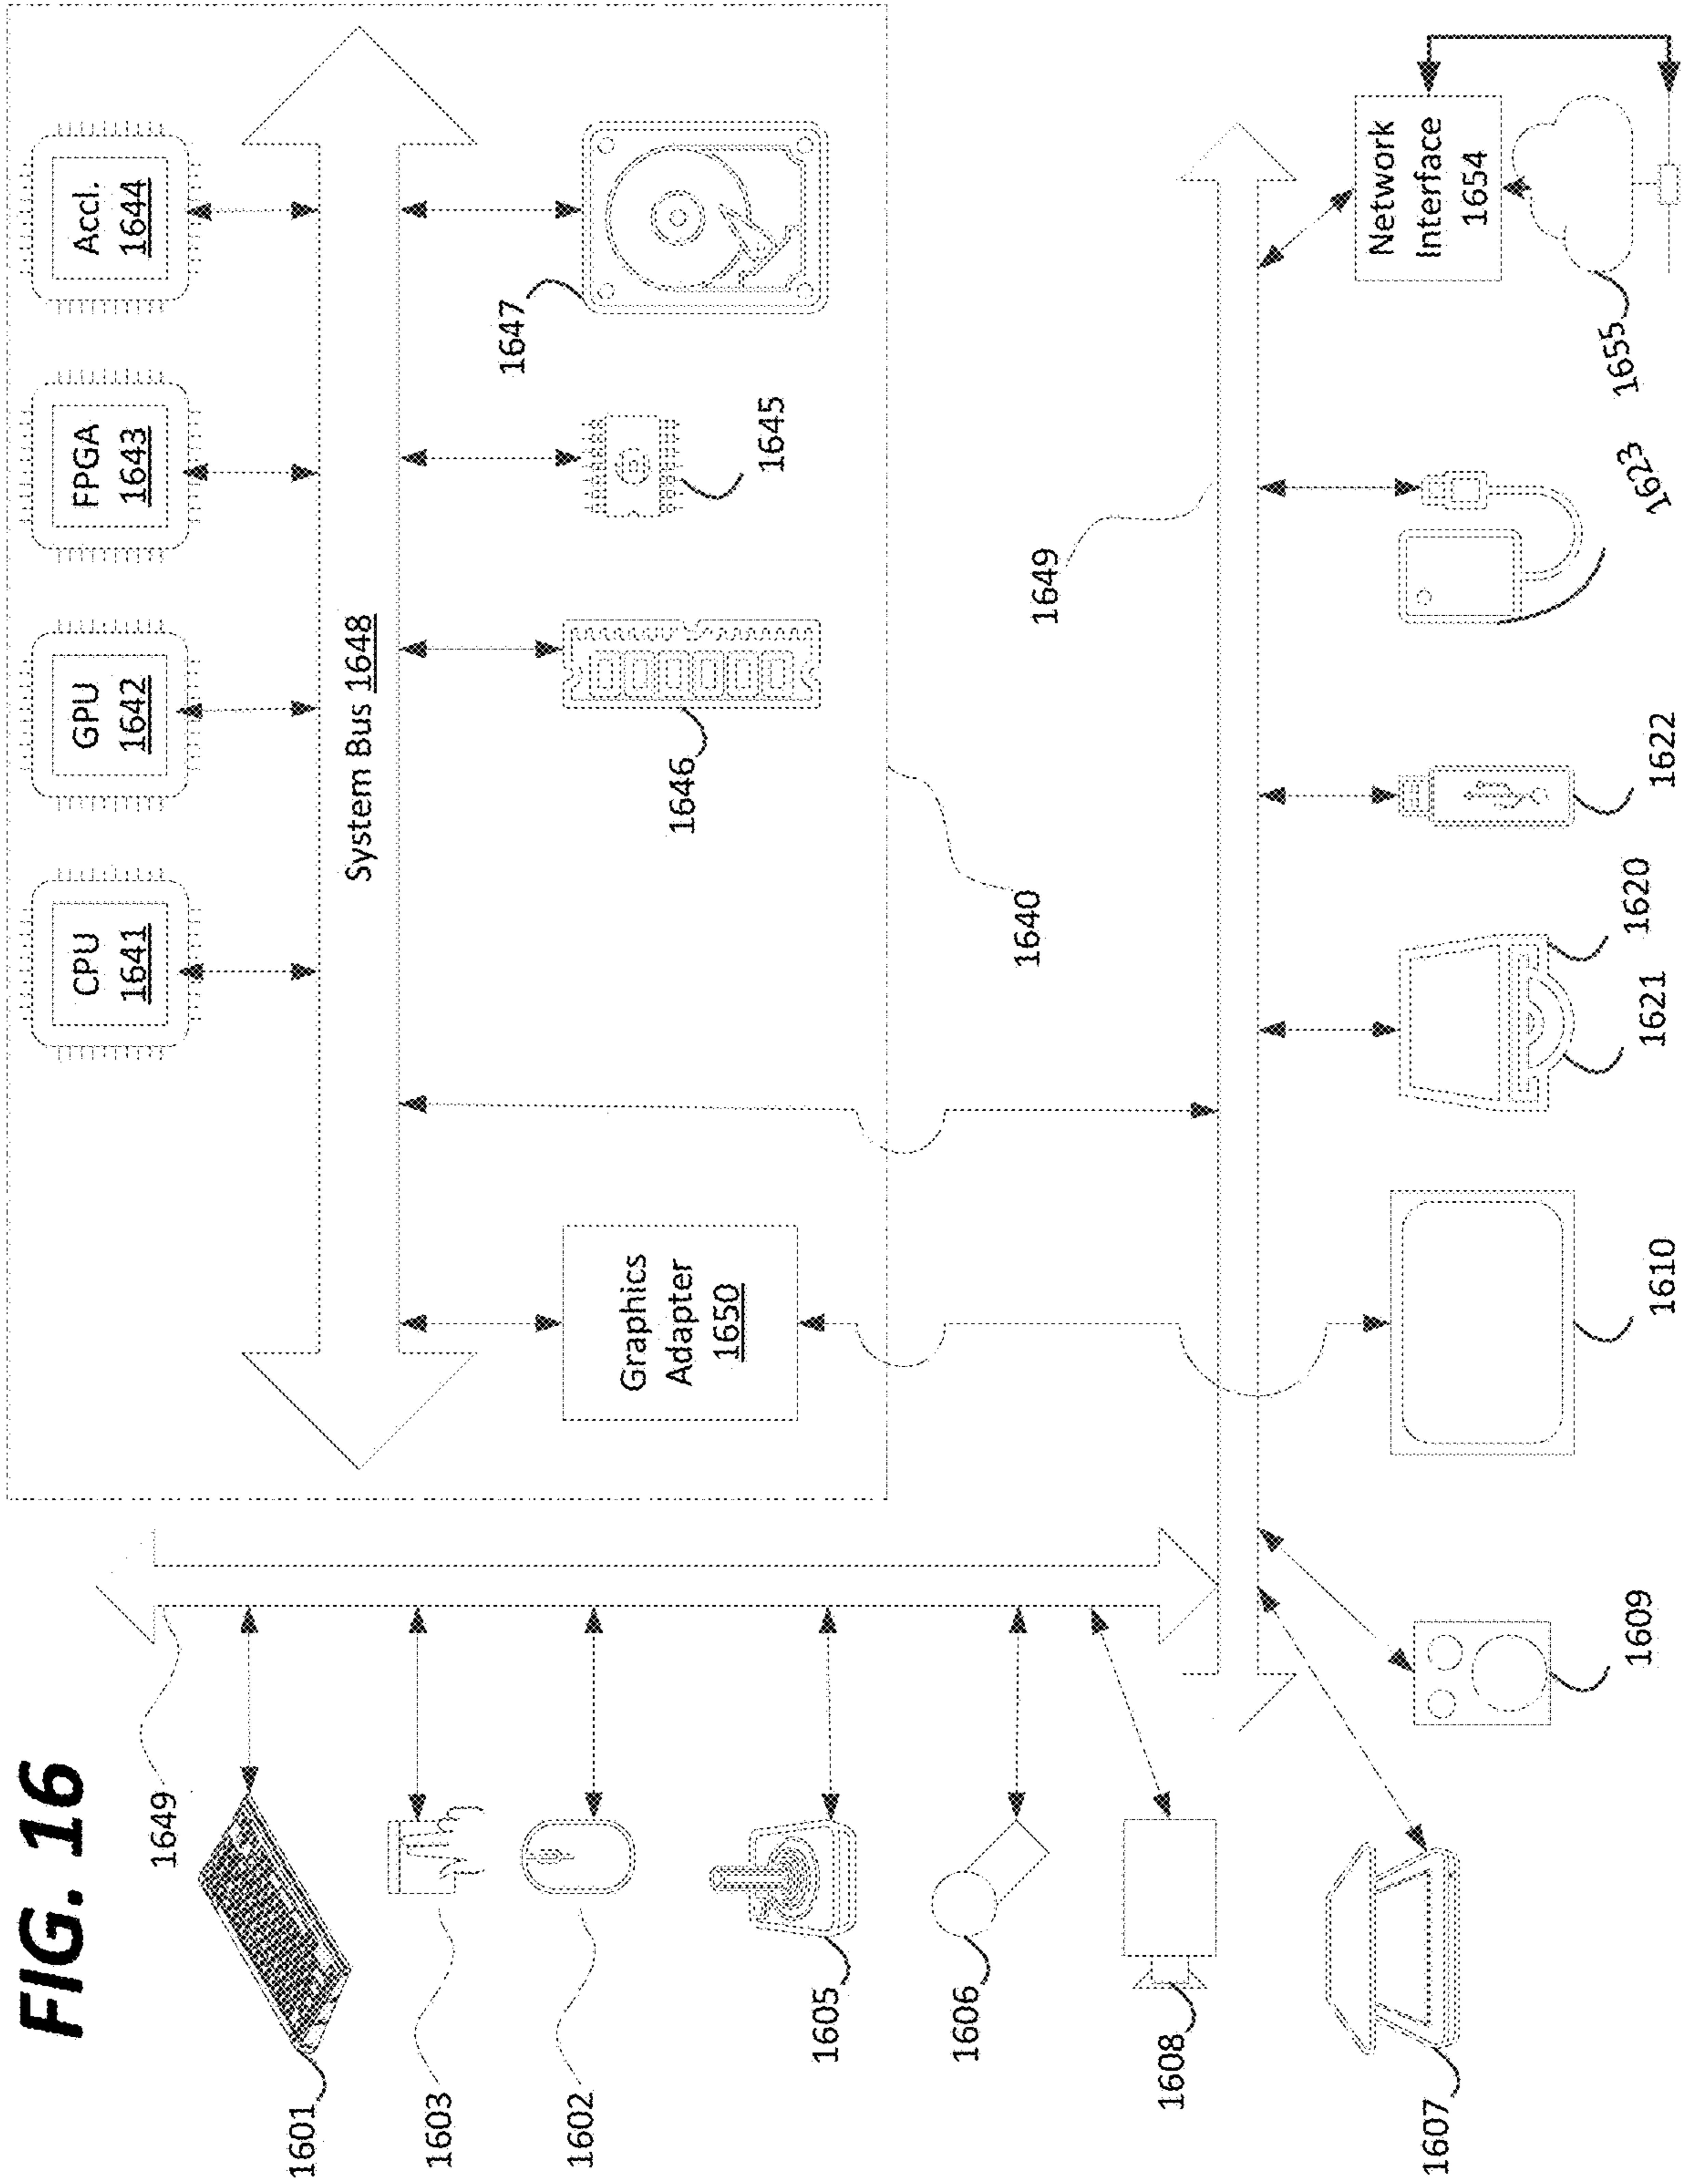 FIG. 16
CPU
1641
GPU
1642
FPGA
1643
Accl.
1644
System Bus 1648
1649
1601
1603
1602
1605
1606
1608
1607
Graphics
Adapter
1650
1646
1645
1647
1640
1649
1609
1610
1621
1620
1622
1623
Network
Interface
1654
1655